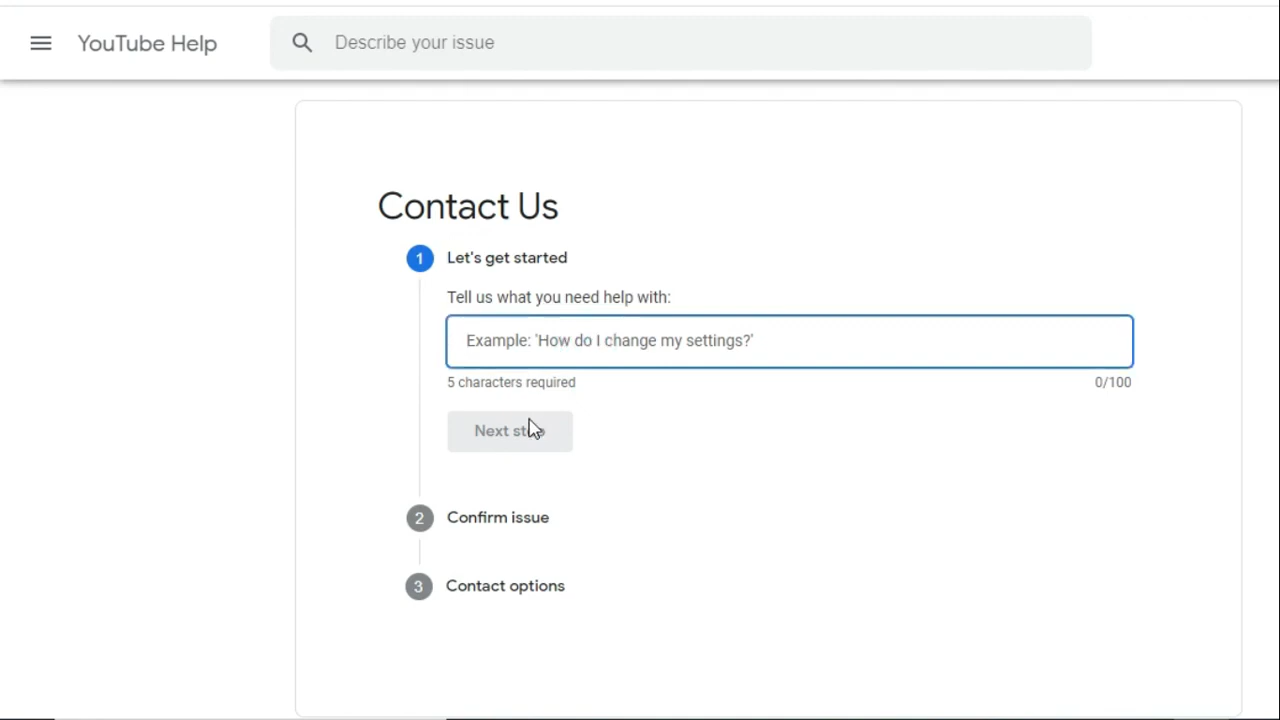 YouTube Help
Describe your issue
Contact Us
1 Let's get started
Tell us what you need help with:
Example: 'How do I change my settings?'
5 characters required 0/100
Next step
2 Confirm issue
3 Contact options